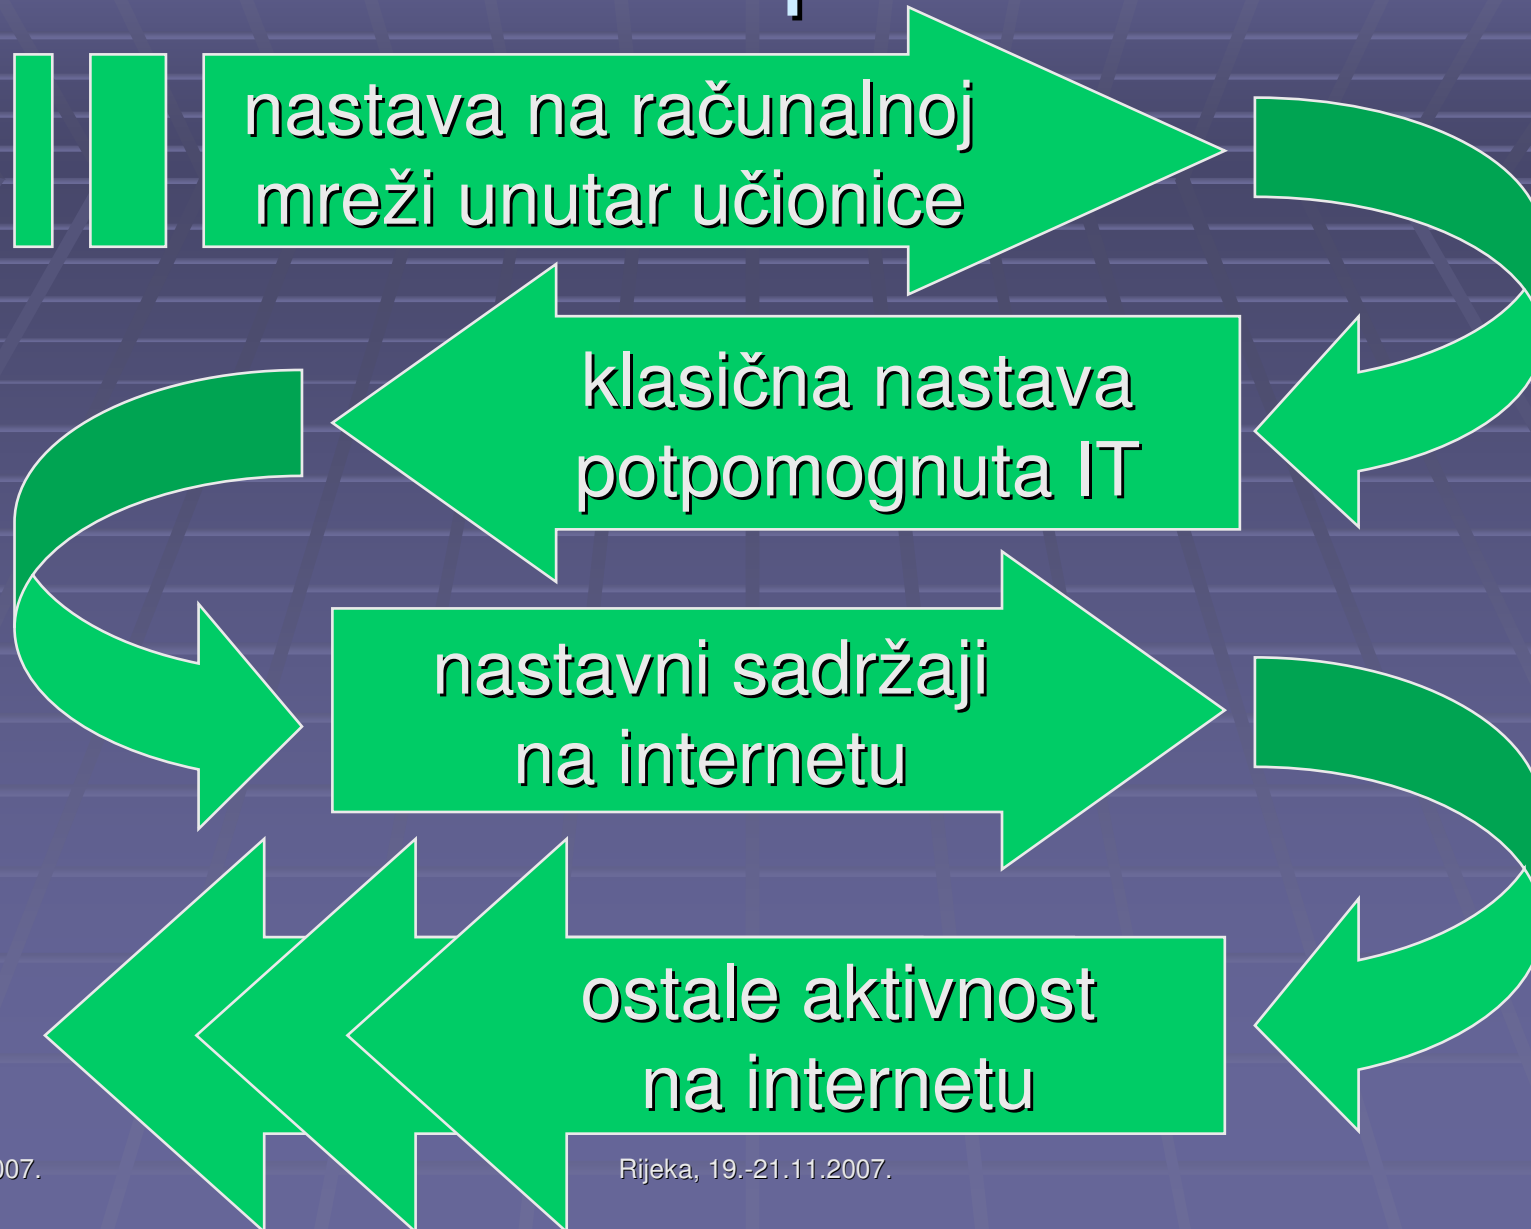 nastava na računalnoj
mreži unutar učionice
klasična nastava
potpomognuta IT
nastavni sadržaji
na internetu
ostale aktivnost
na internetu
Rijeka, 19.-21.11.2007.